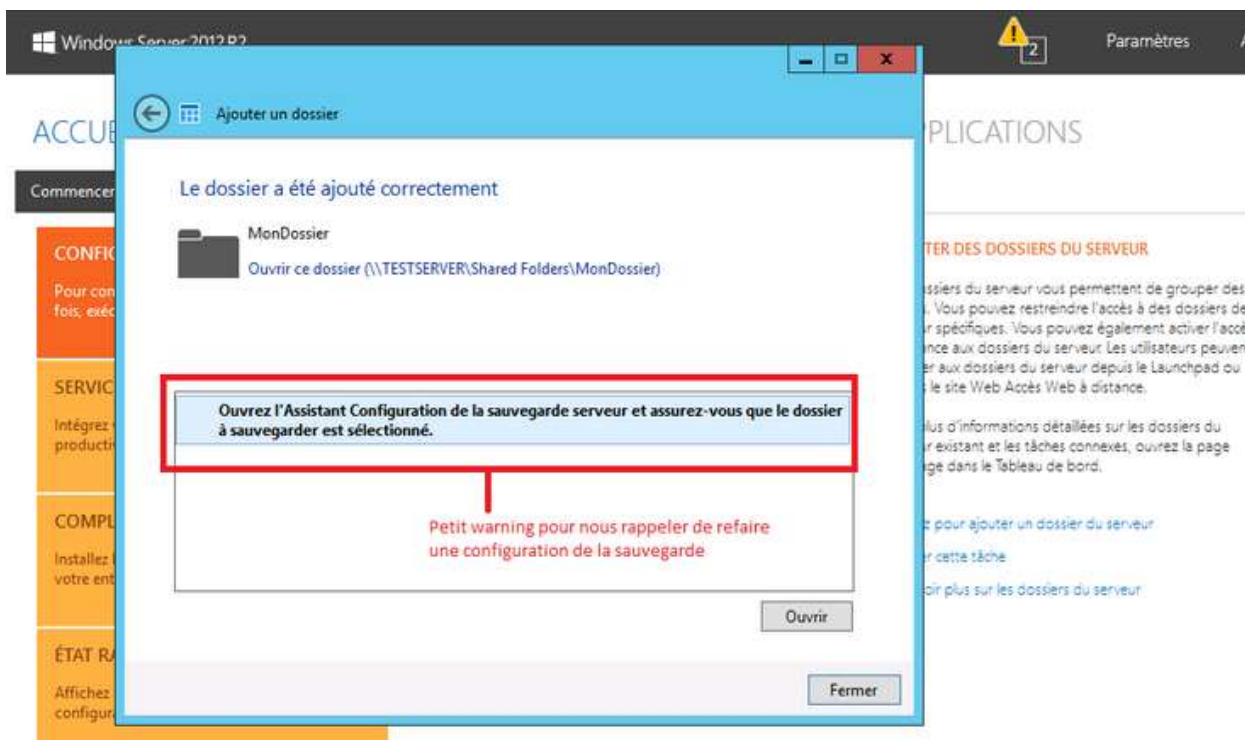 Windows Server 2012 R2
2
Paramètres
Ajouter un dossier
ACCUE
PLICATIONS
Commencer
Le dossier a été ajouté correctement
MonDossier
Ouvrir ce dossier (\\TESTSERVER\Shared Folders\MonDossier)
CONFIG
Pour con
fois, exéc
SERVIC
Intégrez
producti
COMPL
Installez
votre ent
ÉTAT RA
Affichez
configura
Ouvrez l'Assistant Configuration de la sauvegarde serveur et assurez-vous que le dossier
à sauvegarder est sélectionné.
Petit warning pour nous rappeler de refaire
une configuration de la sauvegarde
Ouvrir
Fermer
TER DES DOSSIERS DU SERVEUR
ssiers du serveur vous permettent de grouper des
. Vous pouvez restreindre l'accès à des dossiers de
r spécifiques. Vous pouvez également activer l'accè
nce aux dossiers du serveur. Les utilisateurs peuven
er aux dossiers du serveur depuis le Launchpad ou
le site Web Accès Web à distance.
lus d'informations détaillées sur les dossiers du
r existant et les tâches connexes, ouvrez la page
ge dans le Tableau de bord.
z pour ajouter un dossier du serveur
r cette tâche
oir plus sur les dossiers du serveur